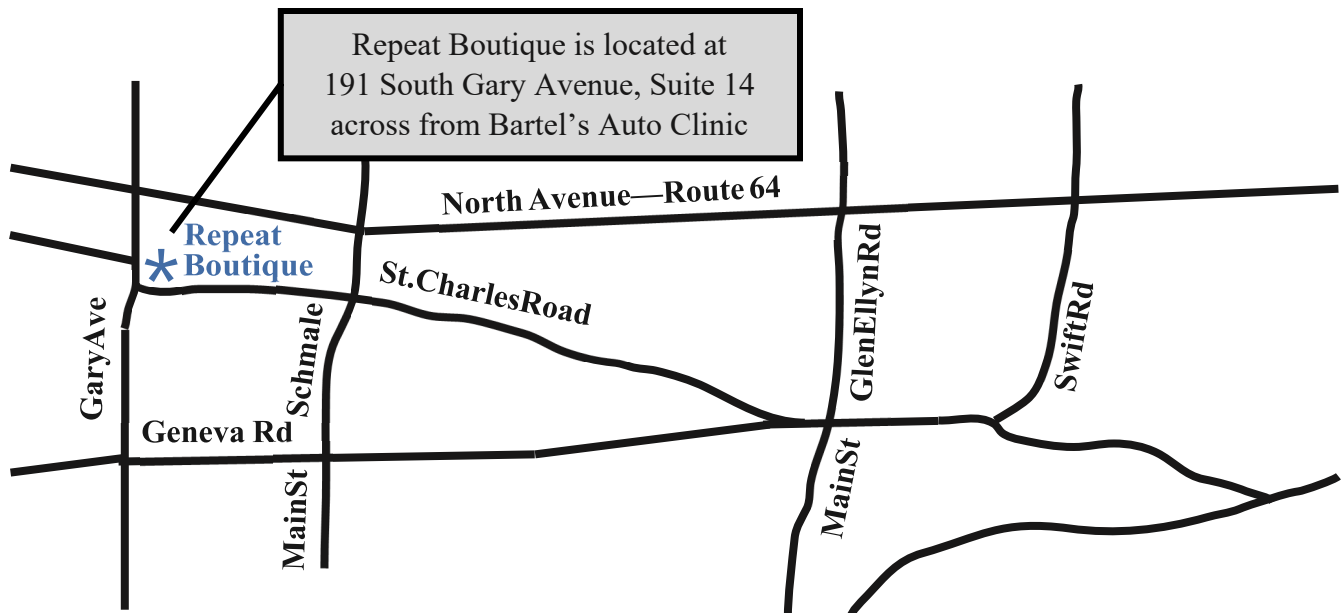 Repeat Boutique is located at
191 South Gary Avenue, Suite 14
across from Bartel's Auto Clinic
North Avenue—Route 64
Repeat
Boutique
St.CharlesRoad
GlenEllynRd
SwiftRd
GaryAve
Schmale
Geneva Rd
MainSt
MainSt